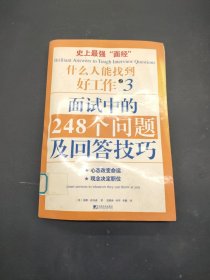 史上最强“面经”
Brilliant Answers to Tough Interview Questions
什么人能找到
好工作 3
面试中的
248个问题
及回答技巧
心态改变命运
观念决定职位